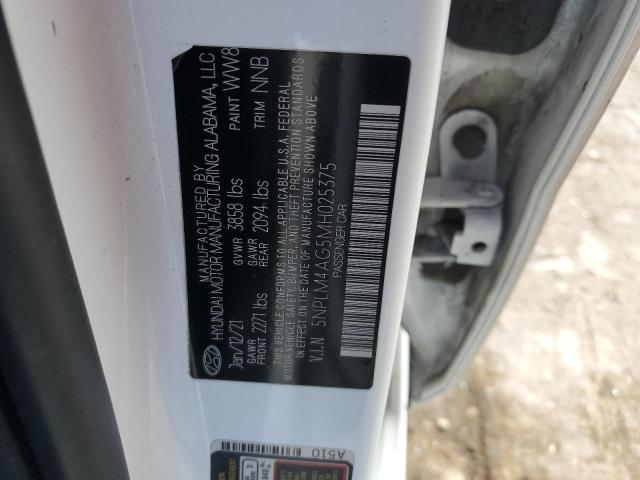 MANUFACTURED BY
HYUNDAI MOTOR MANUFACTURING ALABAMA, LLC
Jan/12/21 GVWR 3858 lbs PAINT WW8
GAWR FRONT 2271 lbs GAWR REAR 2094 lbs TRIM NNB
THIS VEHICLE CONFORMS TO ALL APPLICABLE U.S.A. FEDERAL
MOTOR VEHICLE SAFETY, BUMPER, AND THEFT PREVENTION STANDARDS
IN EFFECT ON THE DATE OF MANUFACTURE SHOWN ABOVE
V.I.N 5NPLM4AG5MH025375
PASSENGER CAR
A510